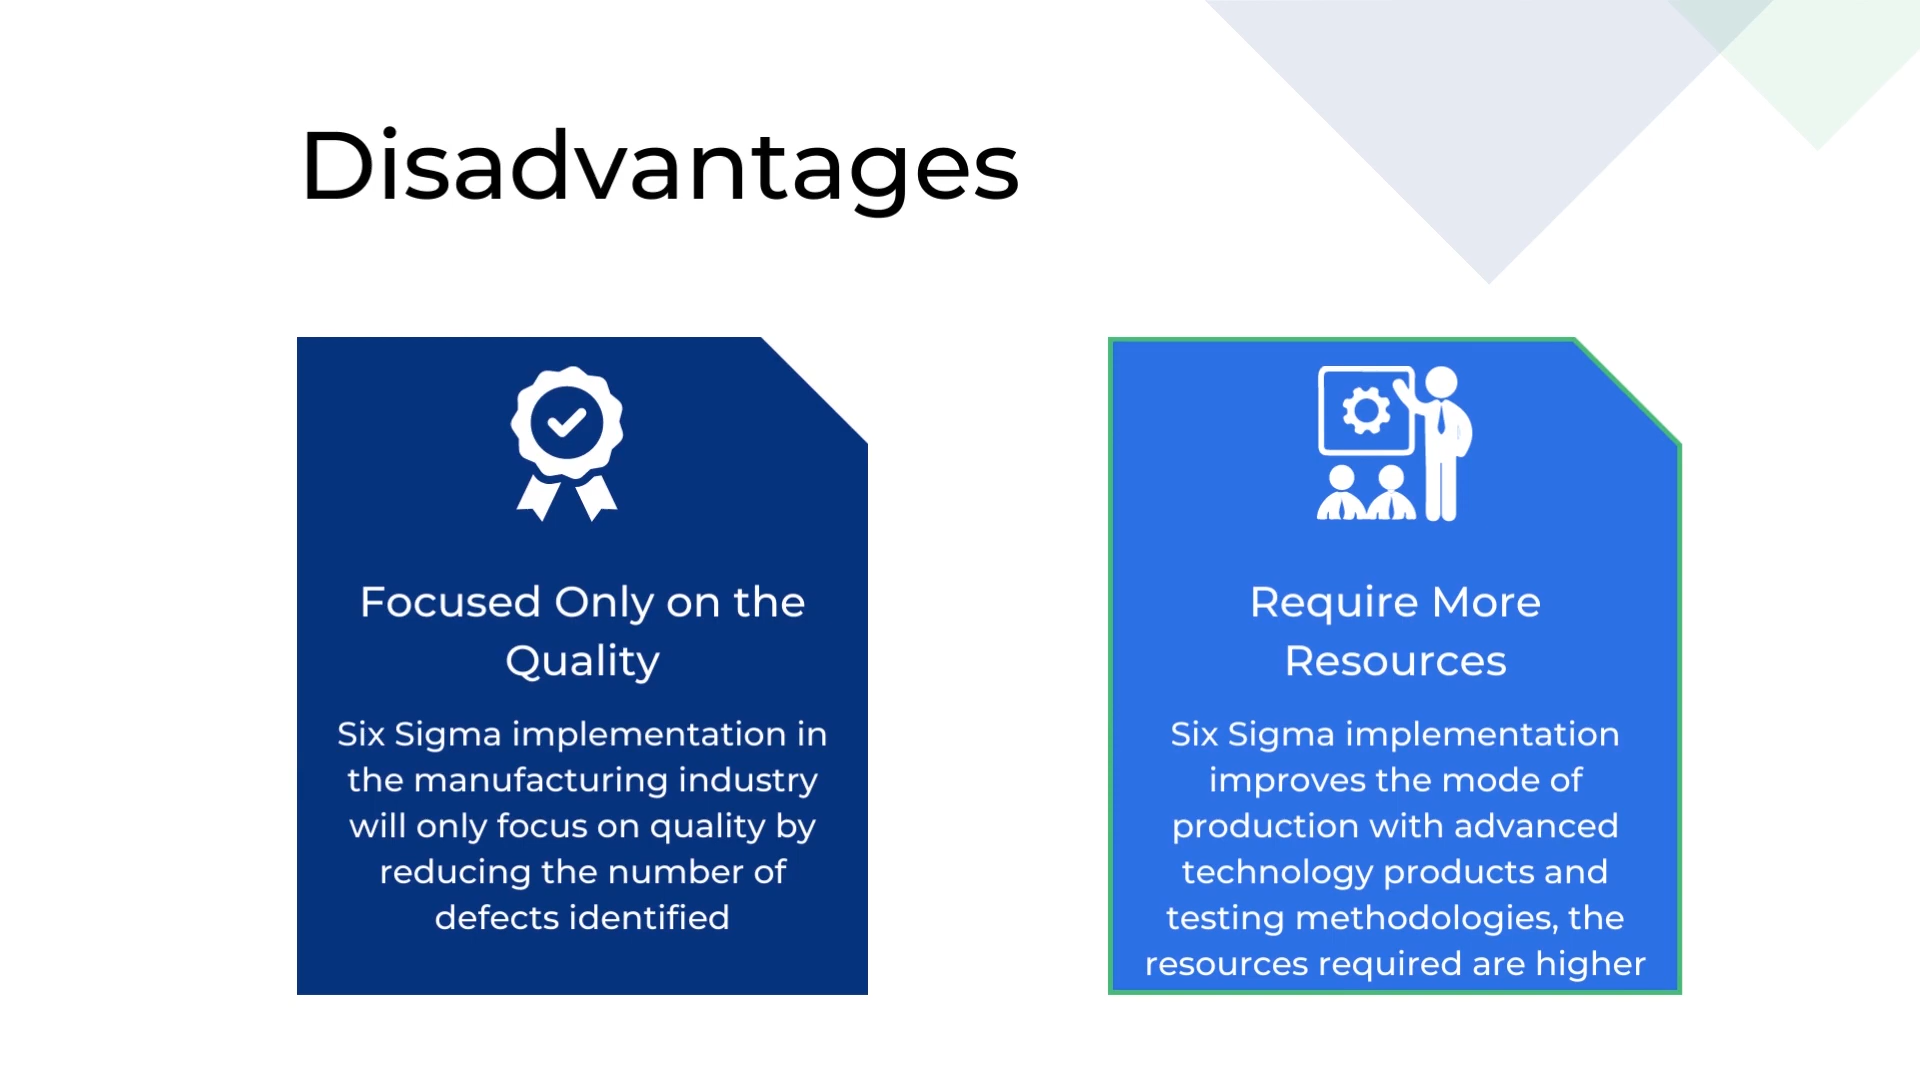 Disadvantages
Focused Only on the
Quality
Six Sigma implementation in
the manufacturing industry
will only focus on quality by
reducing the number of
defects identified
Require More
Resources
Six Sigma implementation
improves the mode of
production with advanced
technology products and
testing methodologies, the
resources required are higher